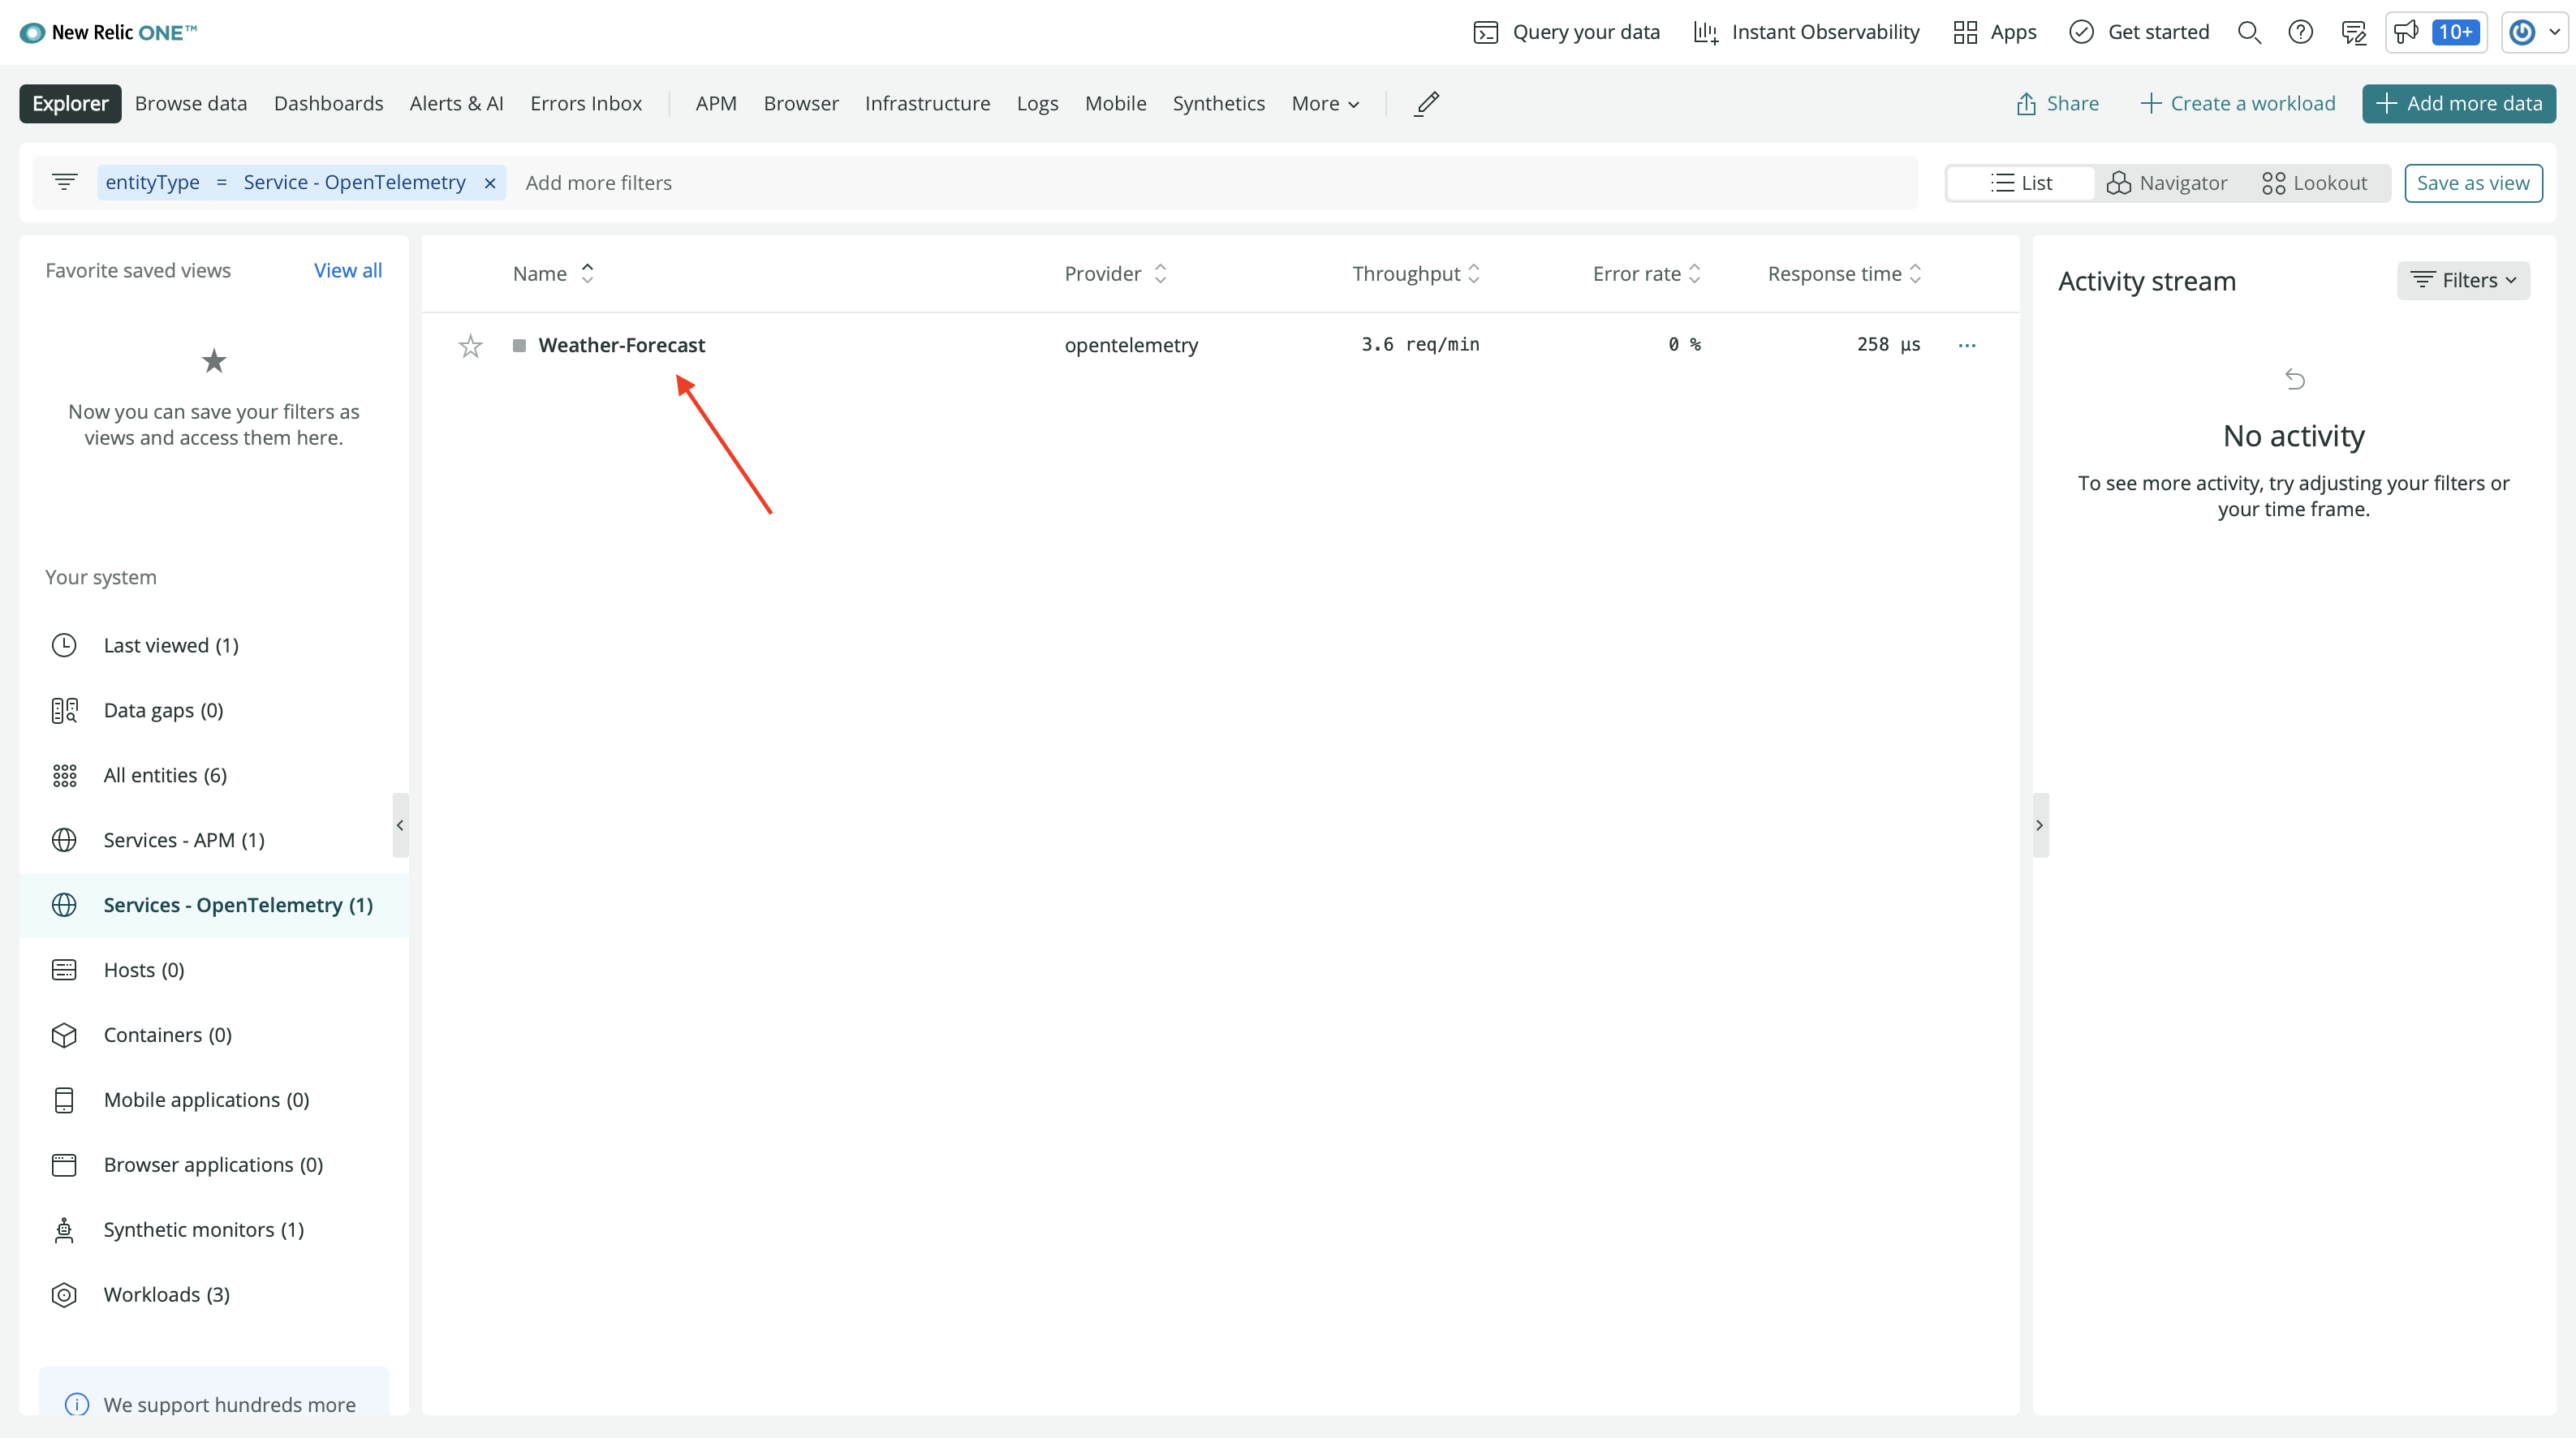 New Relic ONE™
Query your data
Instant Observability
Apps
Get started
10+
Explorer
Browse data
Dashboards
Alerts & AI
Errors Inbox
APM
Browser
Infrastructure
Logs
Mobile
Synthetics
More
Share
Create a workload
Add more data
entityType = Service - OpenTelemetry ×
Add more filters
List
Navigator
Lookout
Save as view
Favorite saved views
View all
Now you can save your filters as
views and access them here.
Your system
Last viewed (1)
Data gaps (0)
All entities (6)
Services - APM (1)
Services - OpenTelemetry (1)
Hosts (0)
Containers (0)
Mobile applications (0)
Browser applications (0)
Synthetic monitors (1)
Workloads (3)
We support hundreds more
Name
Provider
Throughput
Error rate
Response time
Weather-Forecast
opentelemetry
3.6 req/min
0 %
258 µs
...
Activity stream
Filters
No activity
To see more activity, try adjusting your filters or
your time frame.